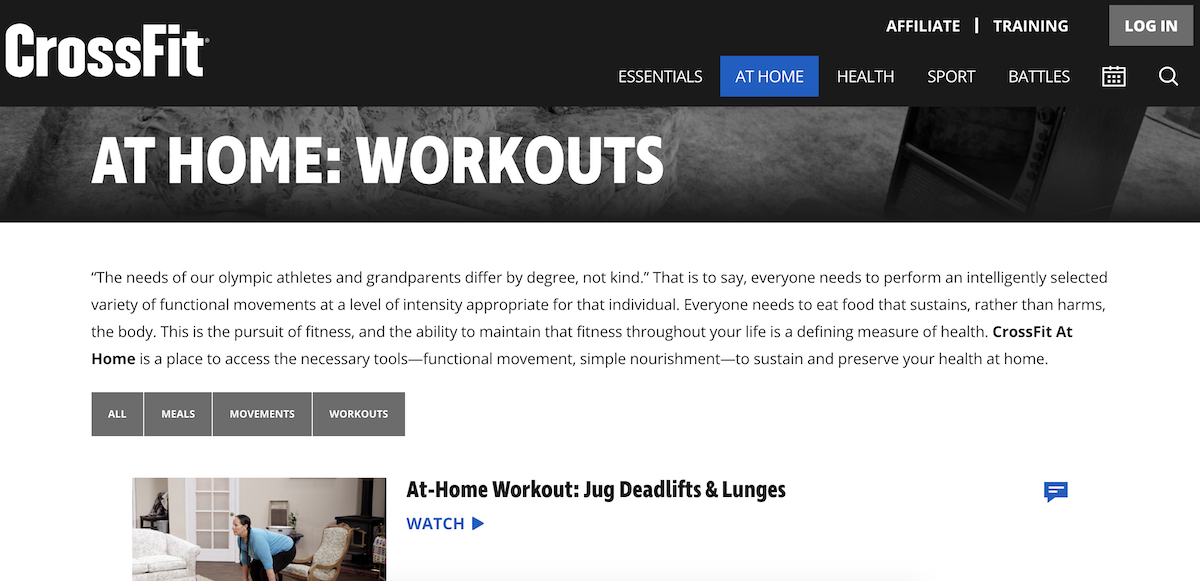 CrossFit
AFFILIATE | TRAINING
LOG IN
ESSENTIALS
AT HOME
HEALTH
SPORT
BATTLES
AT HOME: WORKOUTS
“The needs of our olympic athletes and grandparents differ by degree, not kind.” That is to say, everyone needs to perform an intelligently selected
variety of functional movements at a level of intensity appropriate for that individual. Everyone needs to eat food that sustains, rather than harms,
the body. This is the pursuit of fitness, and the ability to maintain that fitness throughout your life is a defining measure of health. CrossFit At
Home is a place to access the necessary tools—functional movement, simple nourishment—to sustain and preserve your health at home.
ALL
MEALS
MOVEMENTS
WORKOUTS
At-Home Workout: Jug Deadlifts & Lunges
WATCH